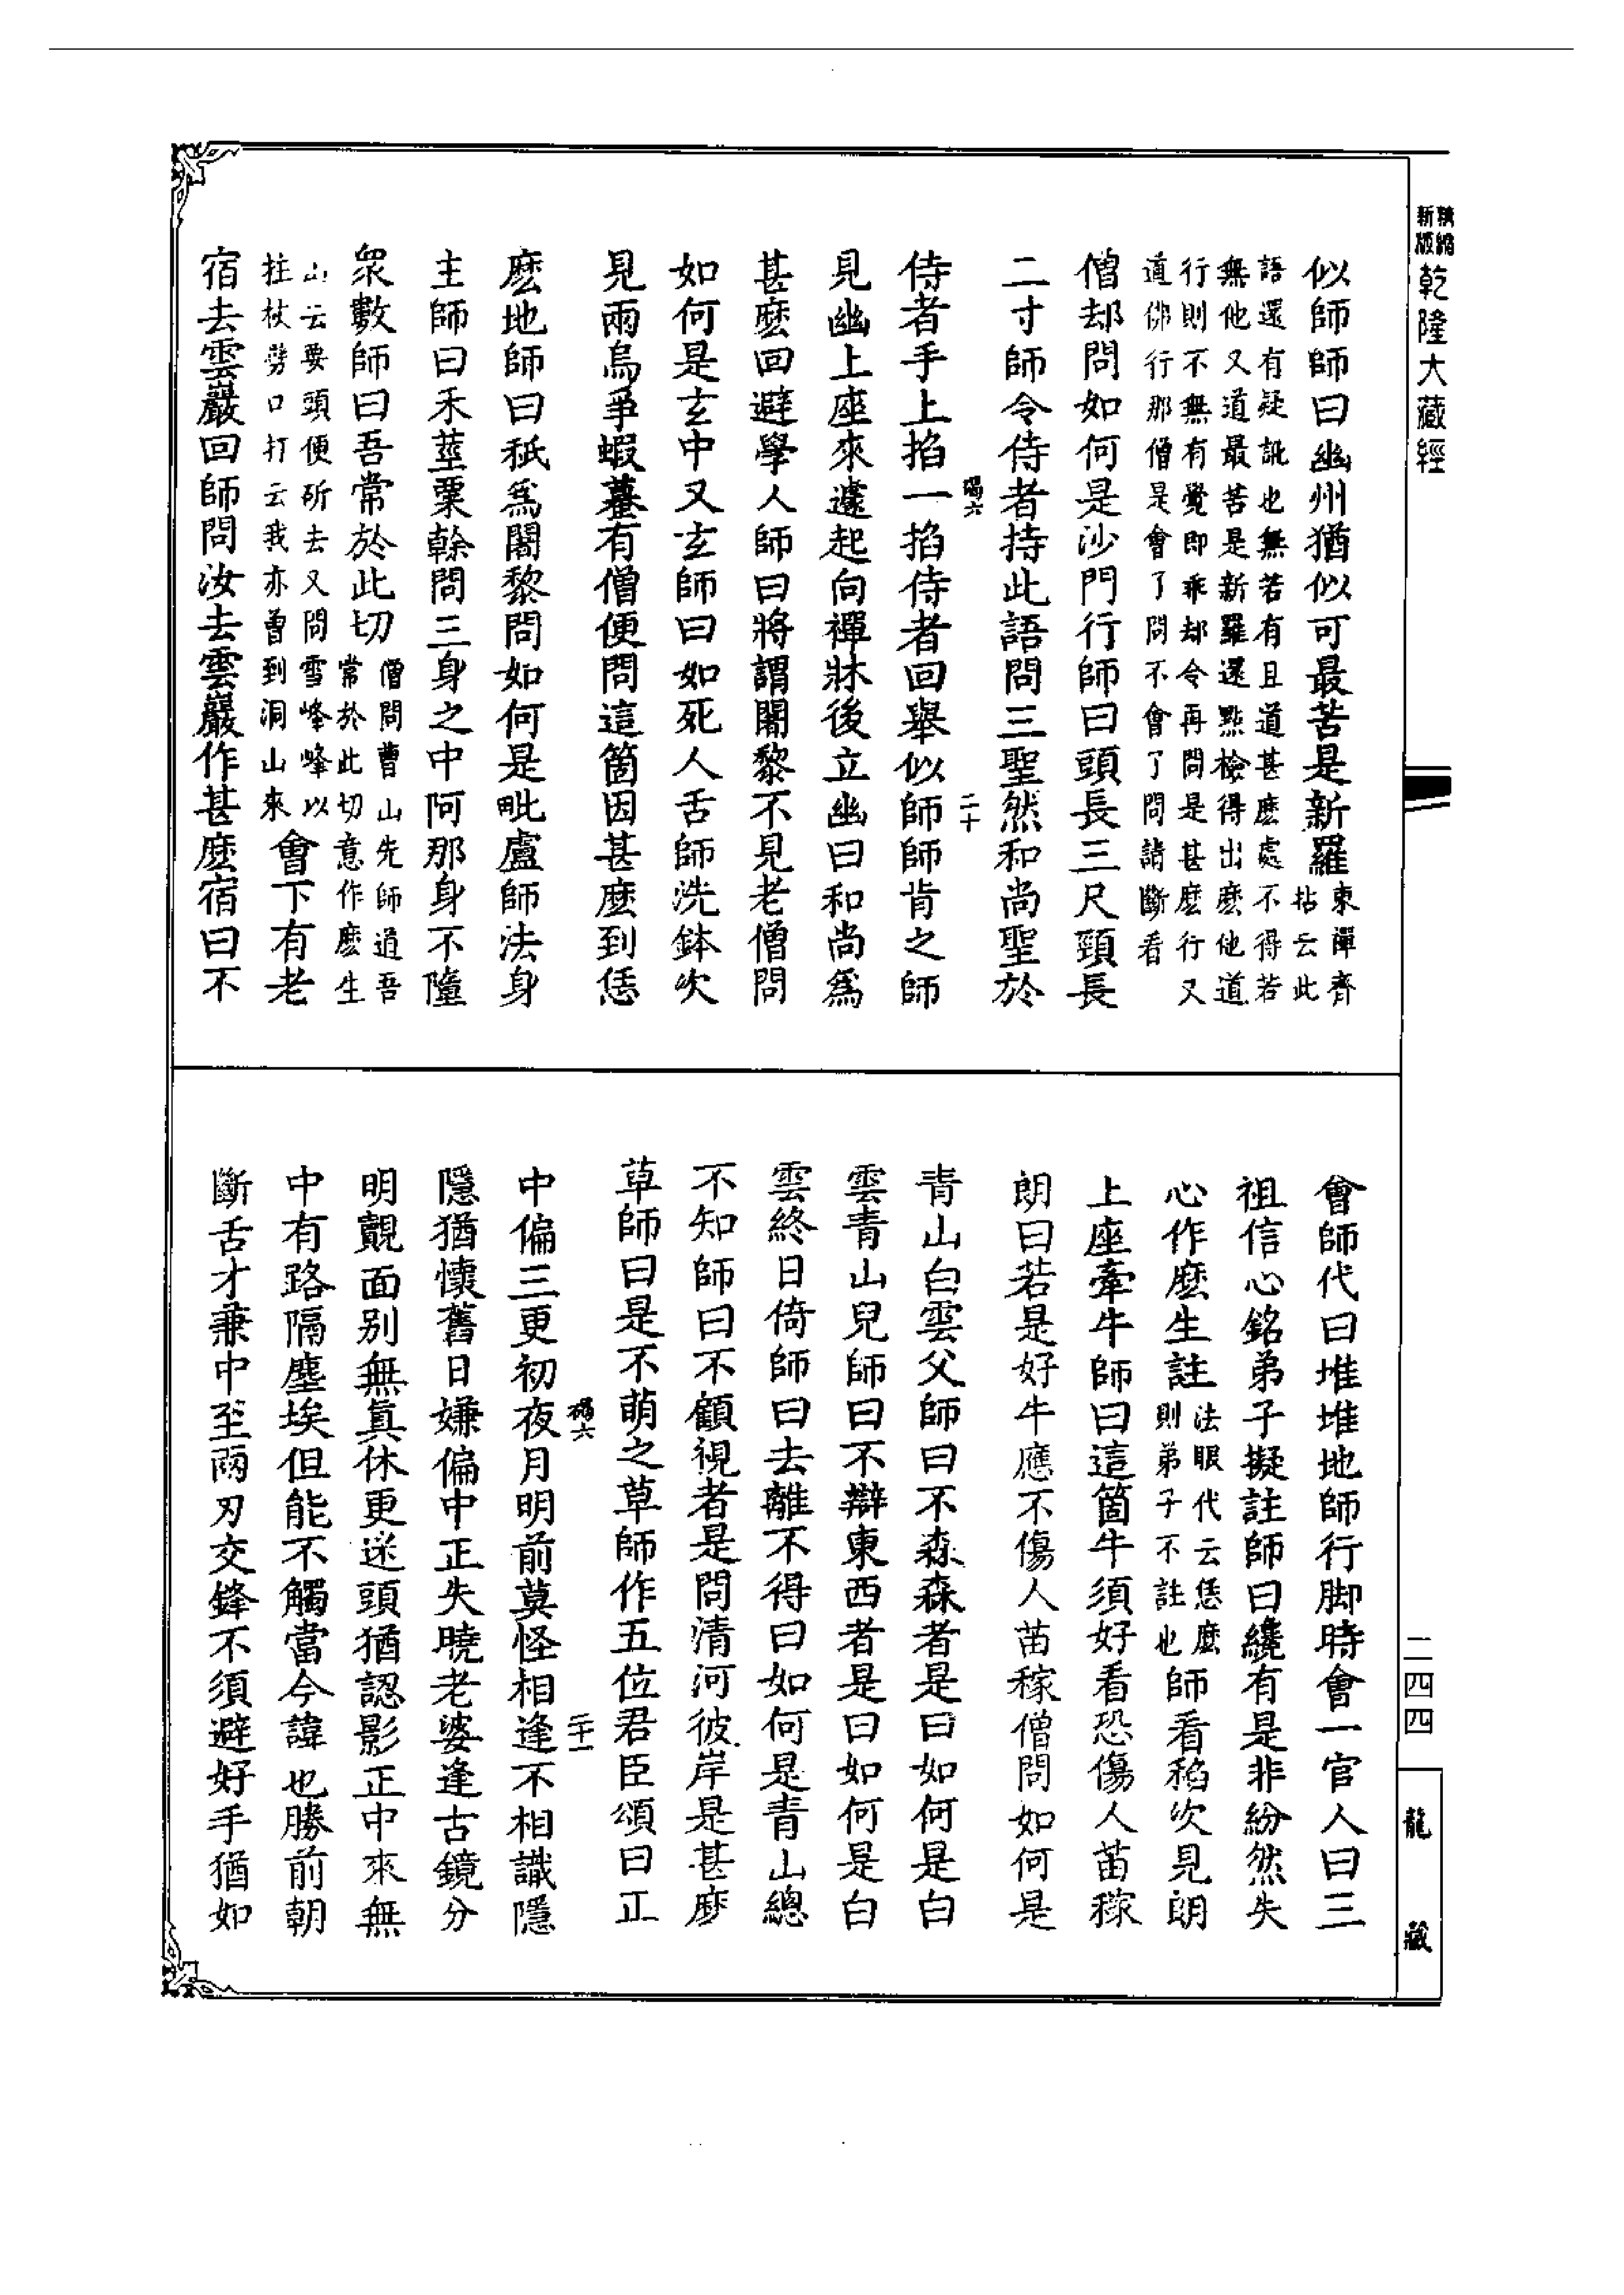 精縮新版乾隆大藏經
似師師曰幽州猶似可最苦是新羅東禪齊拈云此
語還有疑訛也無若有且道甚麽處不得若
無他又道最苦是新羅還點檢得出麽他道
行則不無有覺即乖却令再問是甚麽行又
道佛行那僧是會了問不會了問請斷看
僧却問如何是沙門行師曰頭長三尺頸長
二寸師令侍者持此語問三聖然和尚聖於
侍者手上掐一掐侍者回舉似師師肯之師
碣六
二十
見幽上座來遽起向禪牀後立幽曰和尚爲
甚麽回避學人師曰將謂闍黎不見老僧問
如何是玄中又玄師曰如死人舌師洗鉢次
見兩烏爭蝦蟇有僧便問這箇因甚麽到恁
麽地師曰秖爲闍黎問如何是毗盧師法身
主師曰禾莖粟幹問三身之中阿那身不墮
衆數師曰吾常於此切僧問曹山先師道吾常於此切意作麽生
山云要頭便斫去又問雪峰峰以拄杖劈口打云我亦曾到洞山來會下有老
宿去雲巖回師問汝去雲巖作甚麽宿曰不
會師代曰堆堆地師行脚時會一官人曰三
祖信心銘弟子擬註師曰纔有是非紛然失
心作麽生註法眼代云恁麽則弟子不註也師看稻次見朗
上座牽牛師曰這箇牛須好看恐傷人苗稼
朗曰若是好牛應不傷人苗稼僧問如何是
青山白雲父師曰不森森者是曰如何是白
雲青山兒師曰不辯東西者是曰如何是白
雲終日倚師曰去離不得曰如何是青山總
不知師曰不顧視者是問清河彼岸是甚麽
草師曰是不萌之草師作五位君臣頌曰正
碣六
二十一
中偏三更初夜月明前莫怪相逢不相識隱
隱猶懷舊日嫌偏中正失曉老婆逢古鏡分
明覿面別無真休更迷頭猶認影正中來無
中有路隔塵埃但能不觸當今諱也勝前朝
斷舌才兼中至兩刃交鋒不須避好手猶如
二四四
龍藏